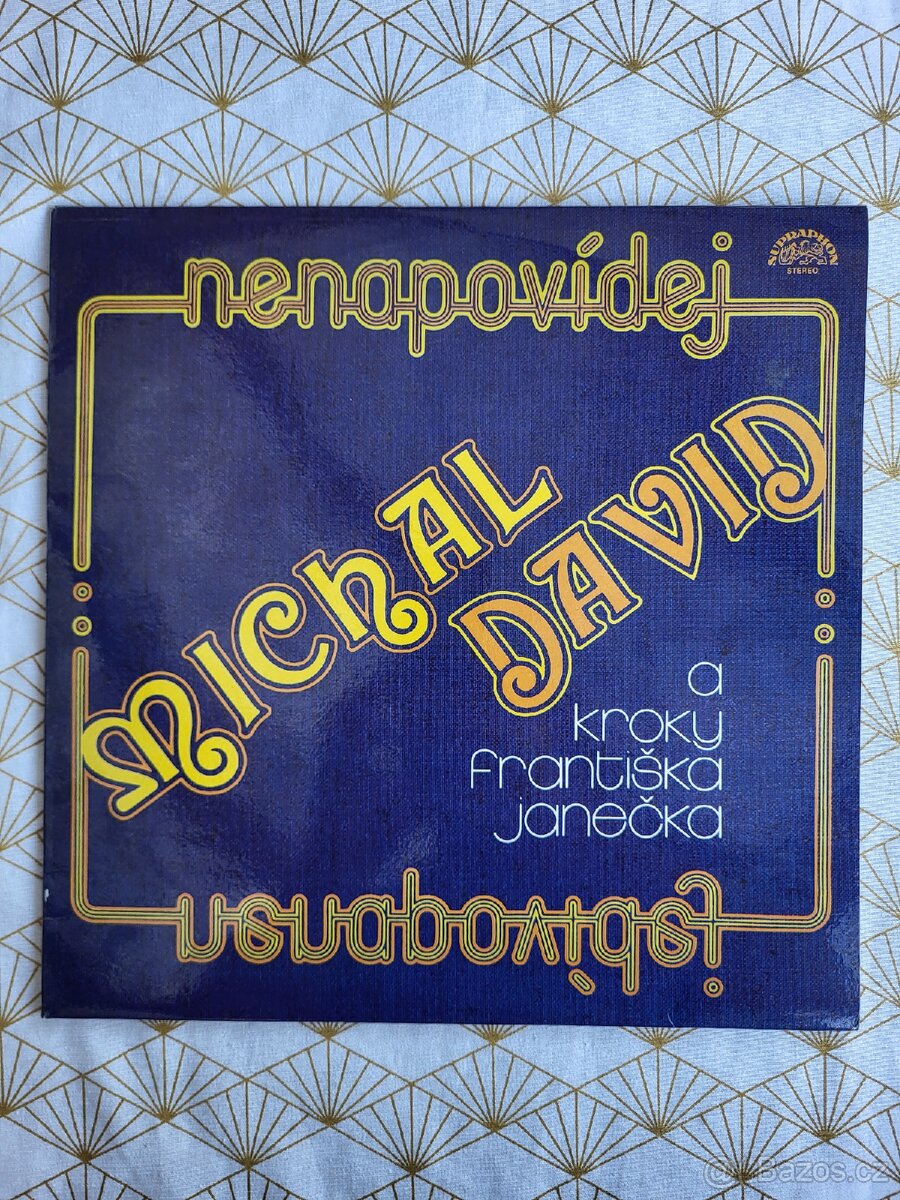 nenapovídej
SUPRAPHON
STEREO
MICHAL
DAVID
a
kroky
františka
janečka
nenapovídej
Bazos.cz